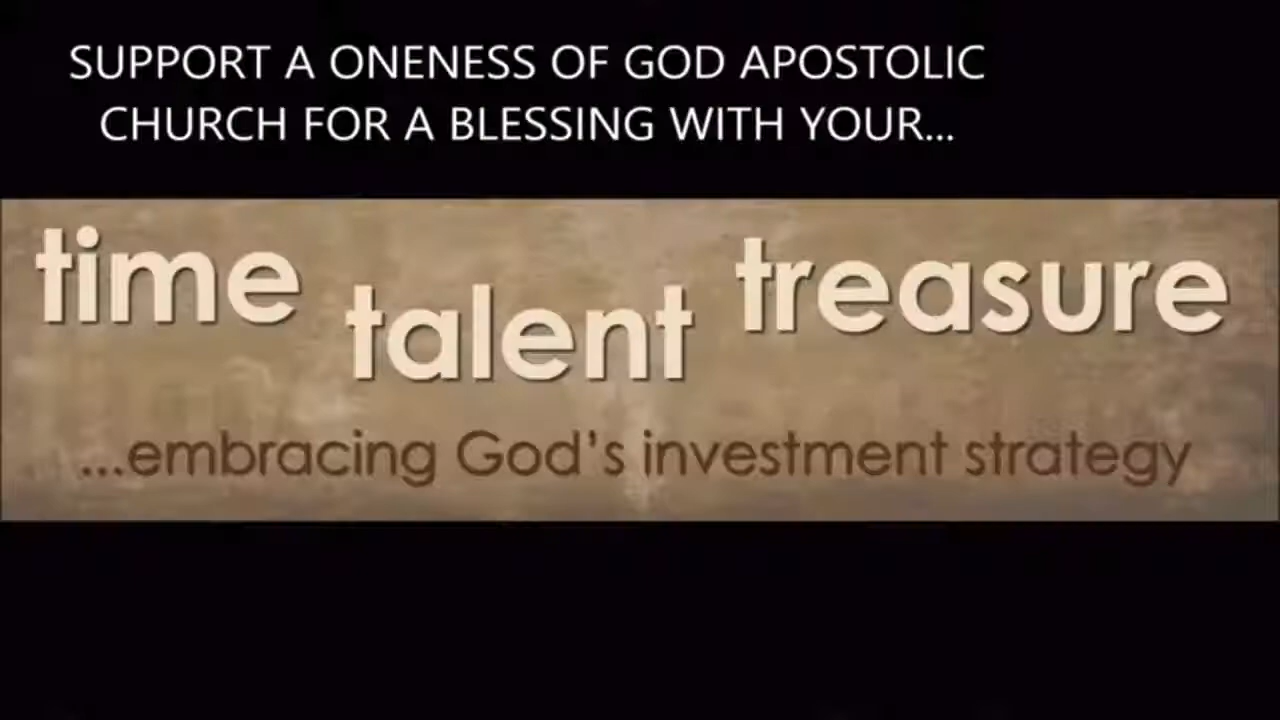 SUPPORT A ONENESS OF GOD APOSTOLIC
CHURCH FOR A BLESSING WITH YOUR...
time talent treasure
...embracing God's investment strategy